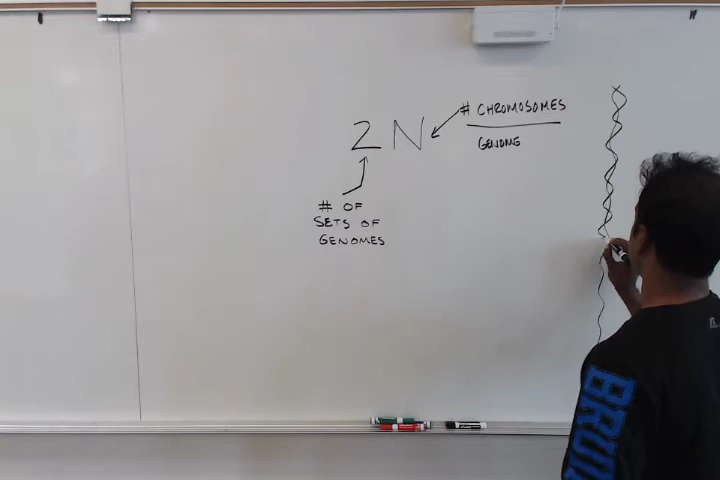 2N
# CHROMOSOMES
GENOME
# OF
SETS OF
GENOMES